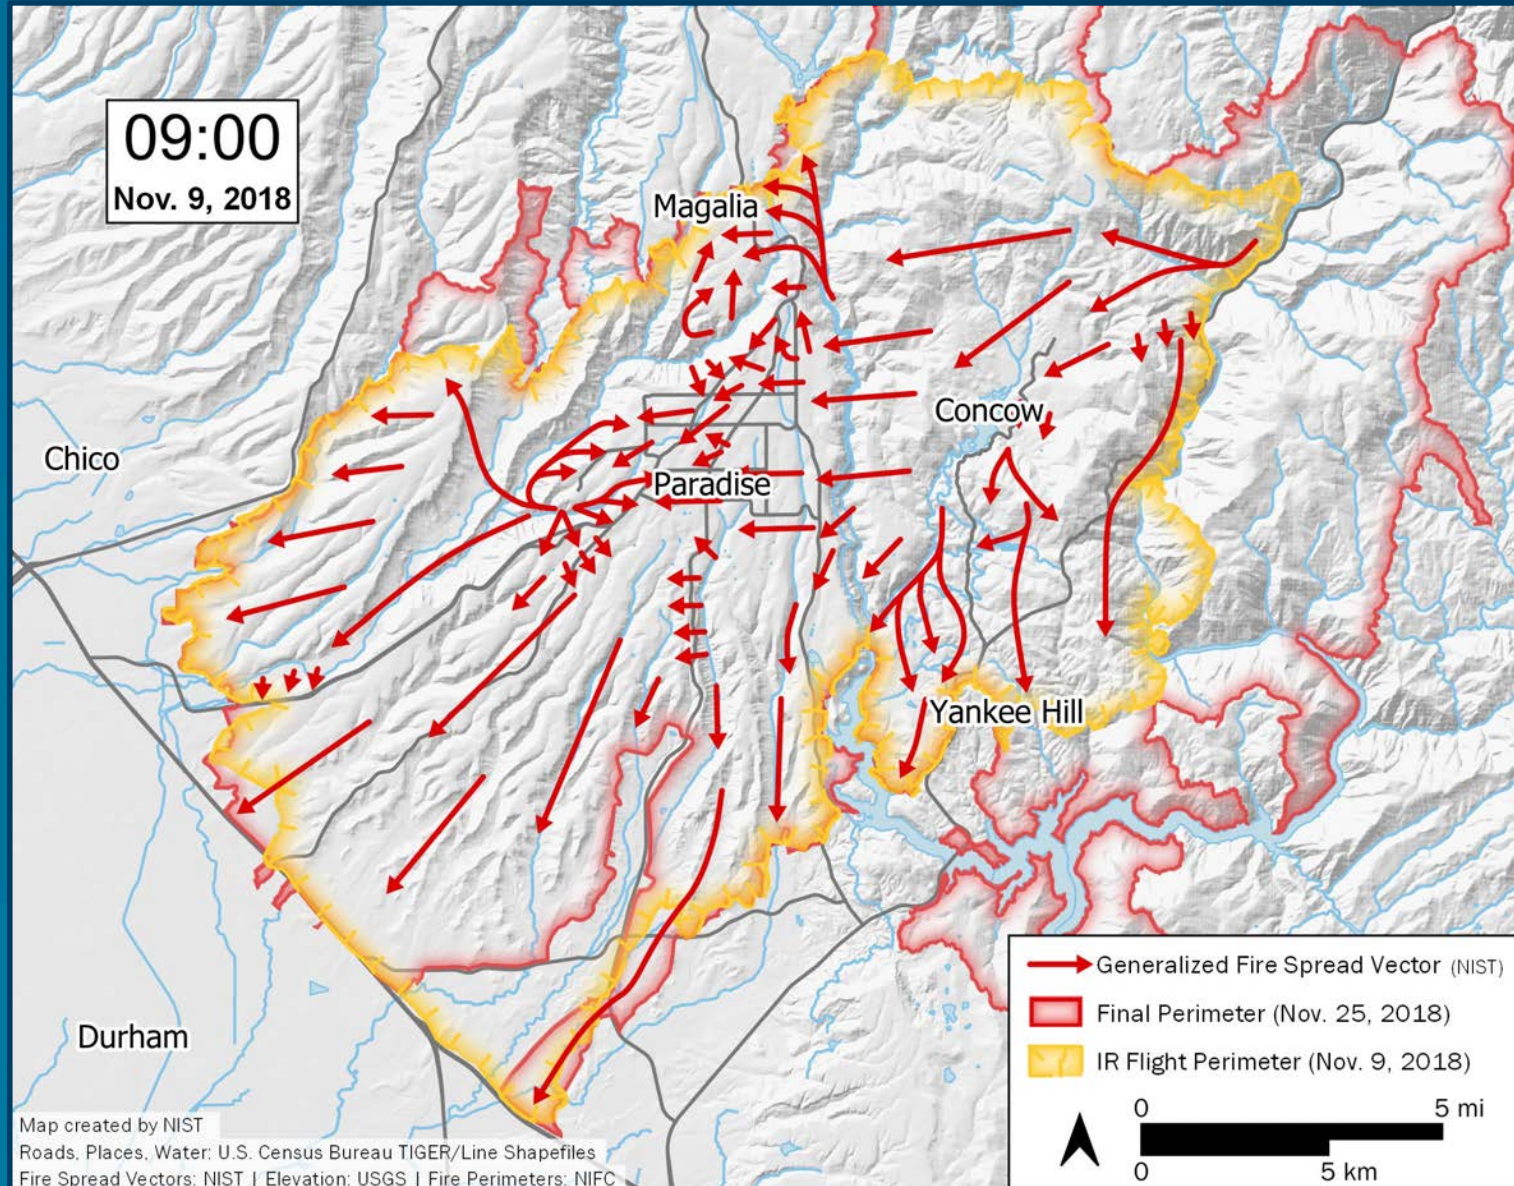 09:00
Nov. 9, 2018
Magalia
Concow
Chico
Paradise
Yankee Hill
Durham
Generalized Fire Spread Vector (NIST)
Final Perimeter (Nov. 25, 2018)
IR Flight Perimeter (Nov. 9, 2018)
0 5 mi
0 5 km
Map created by NIST
Roads, Places, Water: U.S. Census Bureau TIGER/Line Shapefiles
Fire Spread Vectors: NIST | Elevation: USGS | Fire Perimeters: NIFC